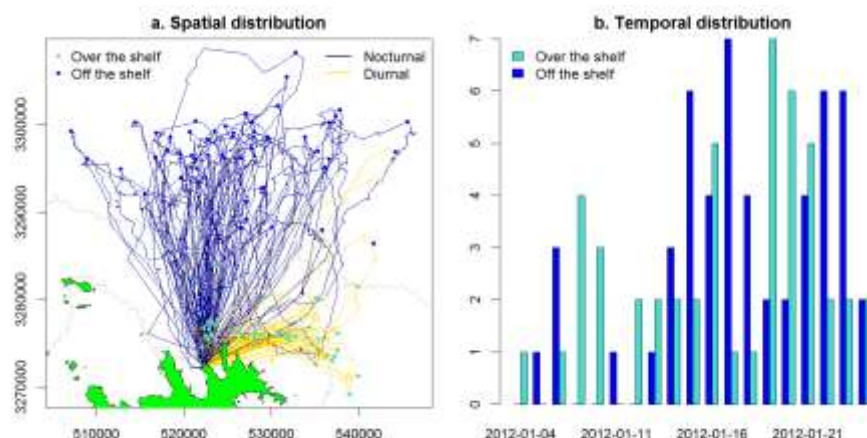 a. Spatial distribution
Over the shelf
Off the shelf
Nocturnal
Diurnal
3300000
3290000
3280000
3270000
510000 520000 530000 540000
b. Temporal distribution
Over the shelf
Off the shelf
7
6
5
4
3
2
1
0
2012-01-04 2012-01-11 2012-01-16 2012-01-21